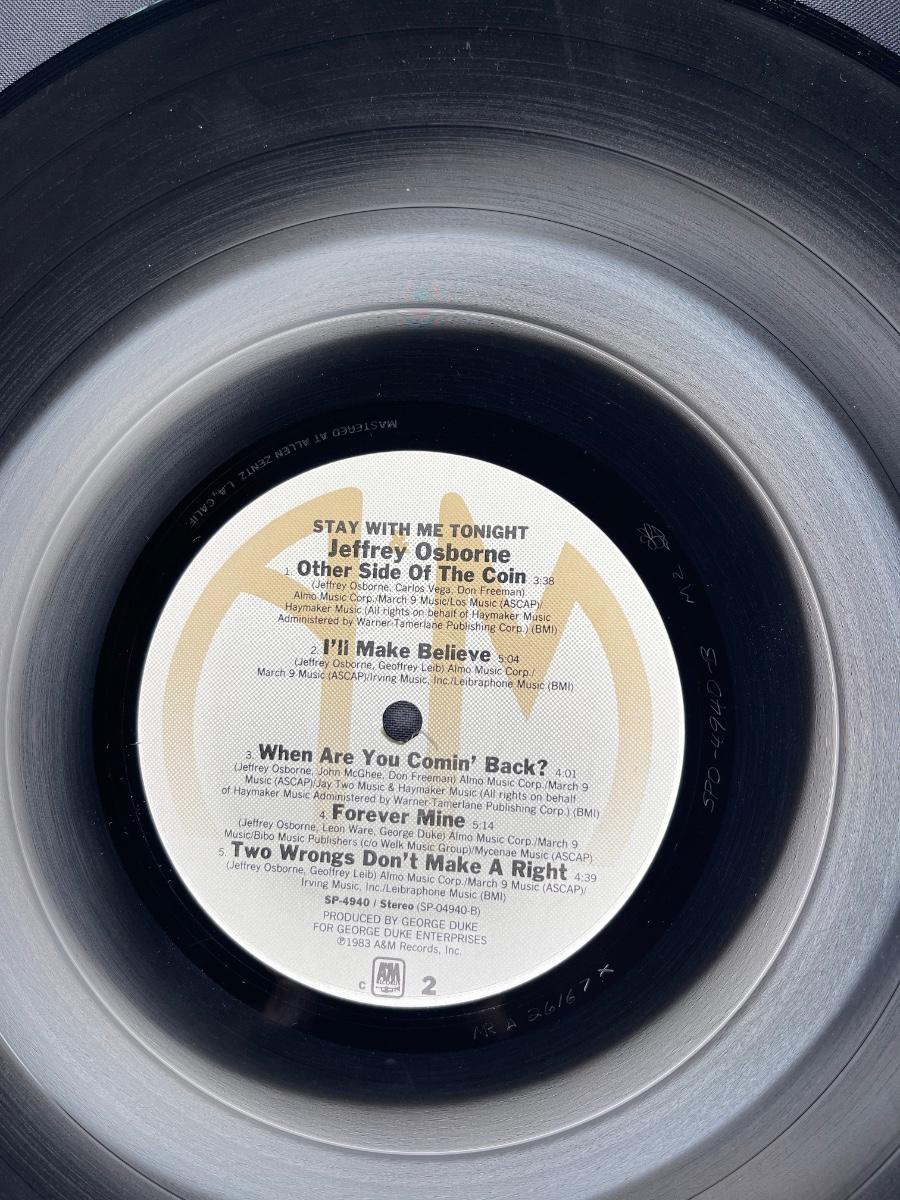 STAY WITH ME TONIGHT
Jeffrey Osborne
1. Other Side Of The Coin 3:38
(Jeffrey Osborne, Carlos Vega, Don Freeman)
Almo Music Corp./March 9 Music/Los Music (ASCAP)/
Haymaker Music (All rights on behalf of Haymaker Music
Administered by Warner-Tamerlane Publishing Corp.) (BMI)
2. I'll Make Believe 5:04
(Jeffrey Osborne, Geoffrey Leib) Almo Music Corp./
March 9 Music (ASCAP)/Irving Music, Inc./Leibraphone Music (BMI)
3. When Are You Comin' Back? 4:01
(Jeffrey Osborne, John McGhee, Don Freeman) Almo Music Corp./March 9
Music (ASCAP)/Jay Two Music & Haymaker Music (All rights on behalf
of Haymaker Music Administered by Warner-Tamerlane Publishing Corp.) (BMI)
4. Forever Mine 5:14
(Jeffrey Osborne, Leon Ware, George Duke) Almo Music Corp./March 9
Music/Bibo Music Publishers (c/o Welk Music Group)/Mycenae Music (ASCAP)
5. Two Wrongs Don't Make A Right 4:39
(Jeffrey Osborne, Geoffrey Leib) Almo Music Corp./March 9 Music (ASCAP)/
Irving Music, Inc./Leibraphone Music (BMI)
SP-4940 / Stereo (SP-04940-B)
PRODUCED BY GEORGE DUKE
FOR GEORGE DUKE ENTERPRISES
℗1983 A&M Records, Inc.
C A&M RECORDS 2
MASTERED AT ALLEN ZENTZ L.A., CALIF
26167 X